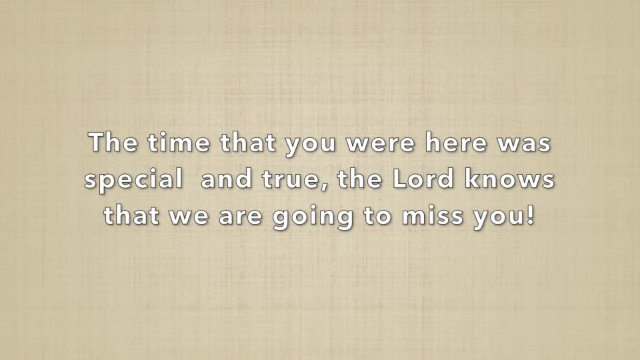 The time that you were here was
special  and true, the Lord knows
that we are going to miss you!